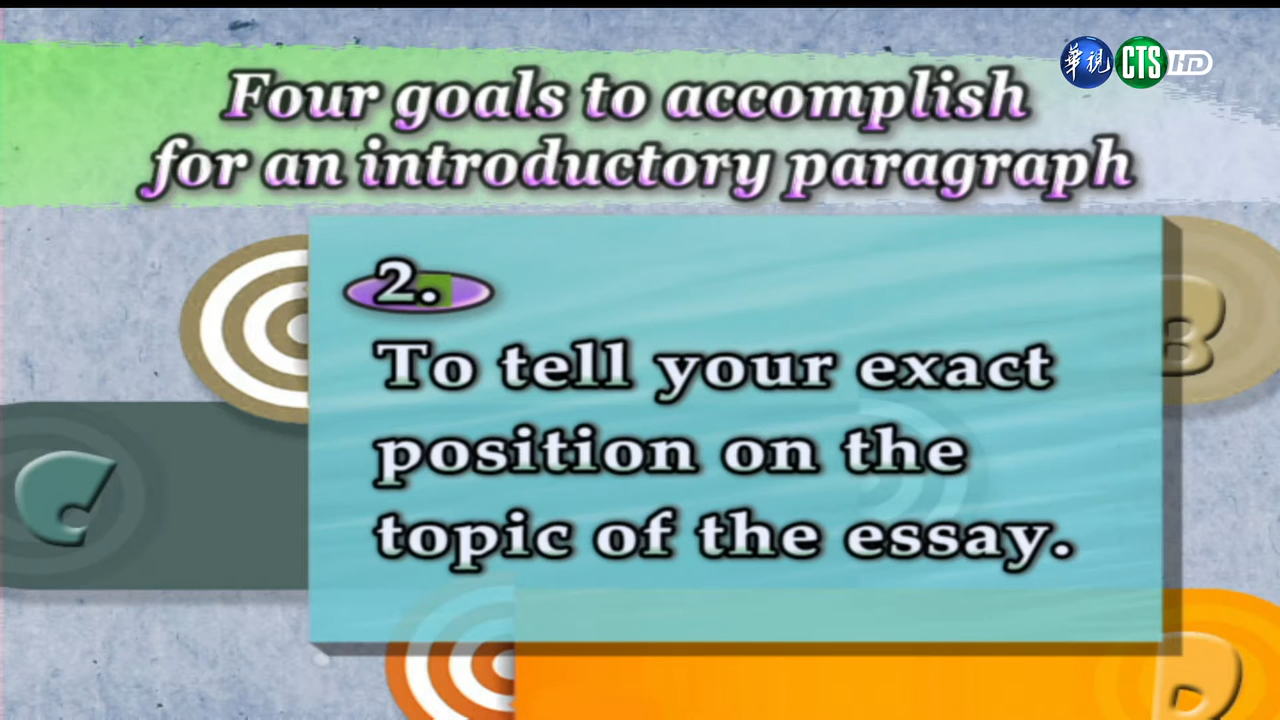 華視 CTS HD
Four goals to accomplish
for an introductory paragraph
2.
To tell your exact
position on the
topic of the essay.
B